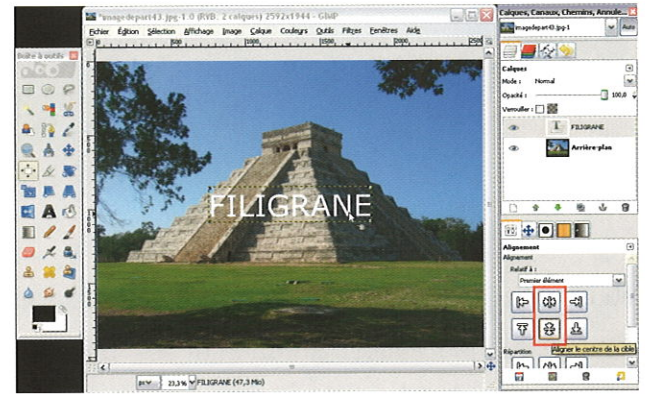 *imagedepart43.jpg-1.0 (RVB, 2 calques) 2592x1944 - GIMP
Fichier Édition Sélection Affichage Image Calque Couleurs Outils Filtres Fenêtres Aide
Boîte à outils
FILIGRANE
23,1 % FILIGRANE (47,3 Mio)
Calques, Canaux, Chemins, Annule...
imagedepart43.jpg-1
Auto
Calques
Mode : Normal
Opacité : 100,0
Verrouiller :
FILIGRANE
Arrière-plan
Alignement
Alignement
Relatif à :
Premier élément
Répartition
Aligner le centre de la cible